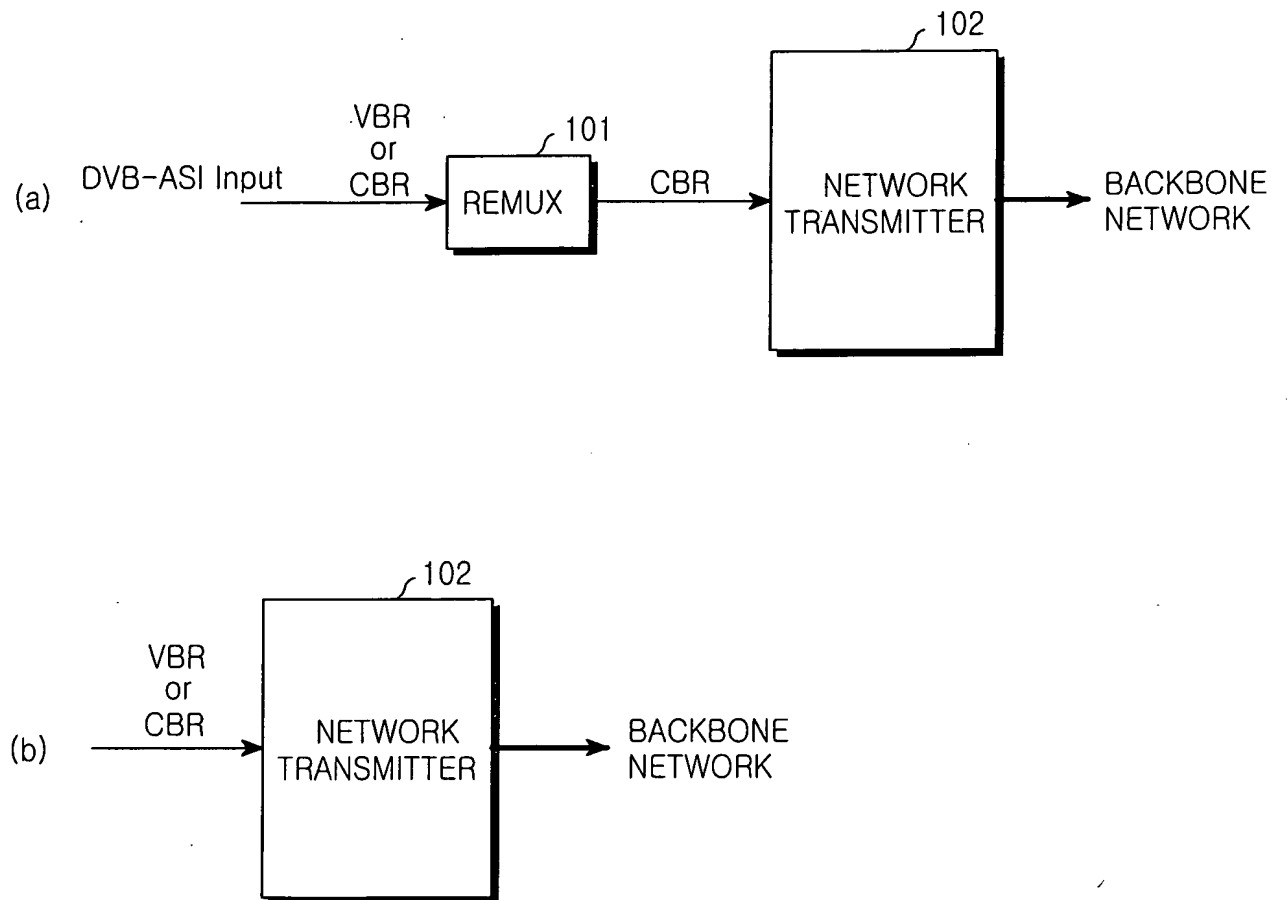 (a)
DVB-ASI Input
VBR
or
CBR
101
REMUX
CBR
102
NETWORK
TRANSMITTER
BACKBONE
NETWORK
(b)
VBR
or
CBR
102
NETWORK
TRANSMITTER
BACKBONE
NETWORK